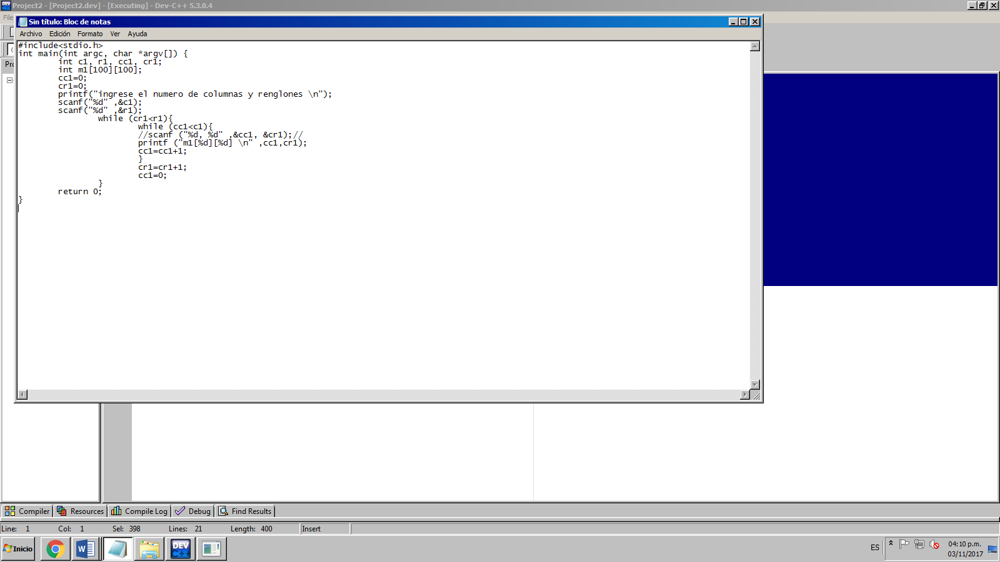 Project2 - [Project2.dev] - [Executing] - Dev-C++ 5.3.0.4
File
Sin título: Bloc de notas
Archivo Edición Formato Ver Ayuda
#include<stdio.h>
int main(int argc, char *argv[]) {
int c1, r1, cc1, cr1;
int m1[100][100];
cc1=0;
cr1=0;
printf("ingrese el numero de columnas y renglones \n");
scanf("%d" ,&c1);
scanf("%d" ,&r1);
while (cr1<r1){
while (cc1<c1){
//scanf ("%d, %d" ,&cc1, &cr1);//
printf ("m1[%d][%d] \n" ,cc1,cr1);
cc1=cc1+1;
}
cr1=cr1+1;
cc1=0;
}
return 0;
}
Compiler Resources Compile Log Debug Find Results
Line: 1 Col: 1 Sel: 398 Lines: 21 Length: 400 Insert
Inicio
DEV C++
ES
04:10 p.m.
03/11/2017